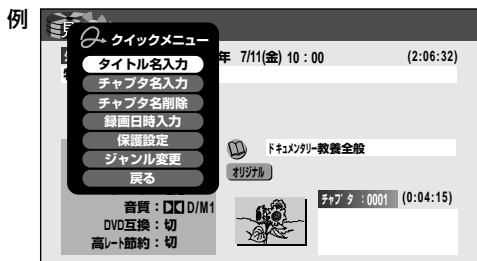 例
クイックメニュー
タイトル名入力
チャプタ名入力
チャプタ名削除
録画日時入力
保護設定
ジャンル変更
戻る
年 7/11(金) 10：00 (2:06:32)
ドキュメンタリー教養全般
オリジナル
音質：DD D/M1
DVD互換：切
高レート節約：切
チャプタ：0001 (0:04:15)